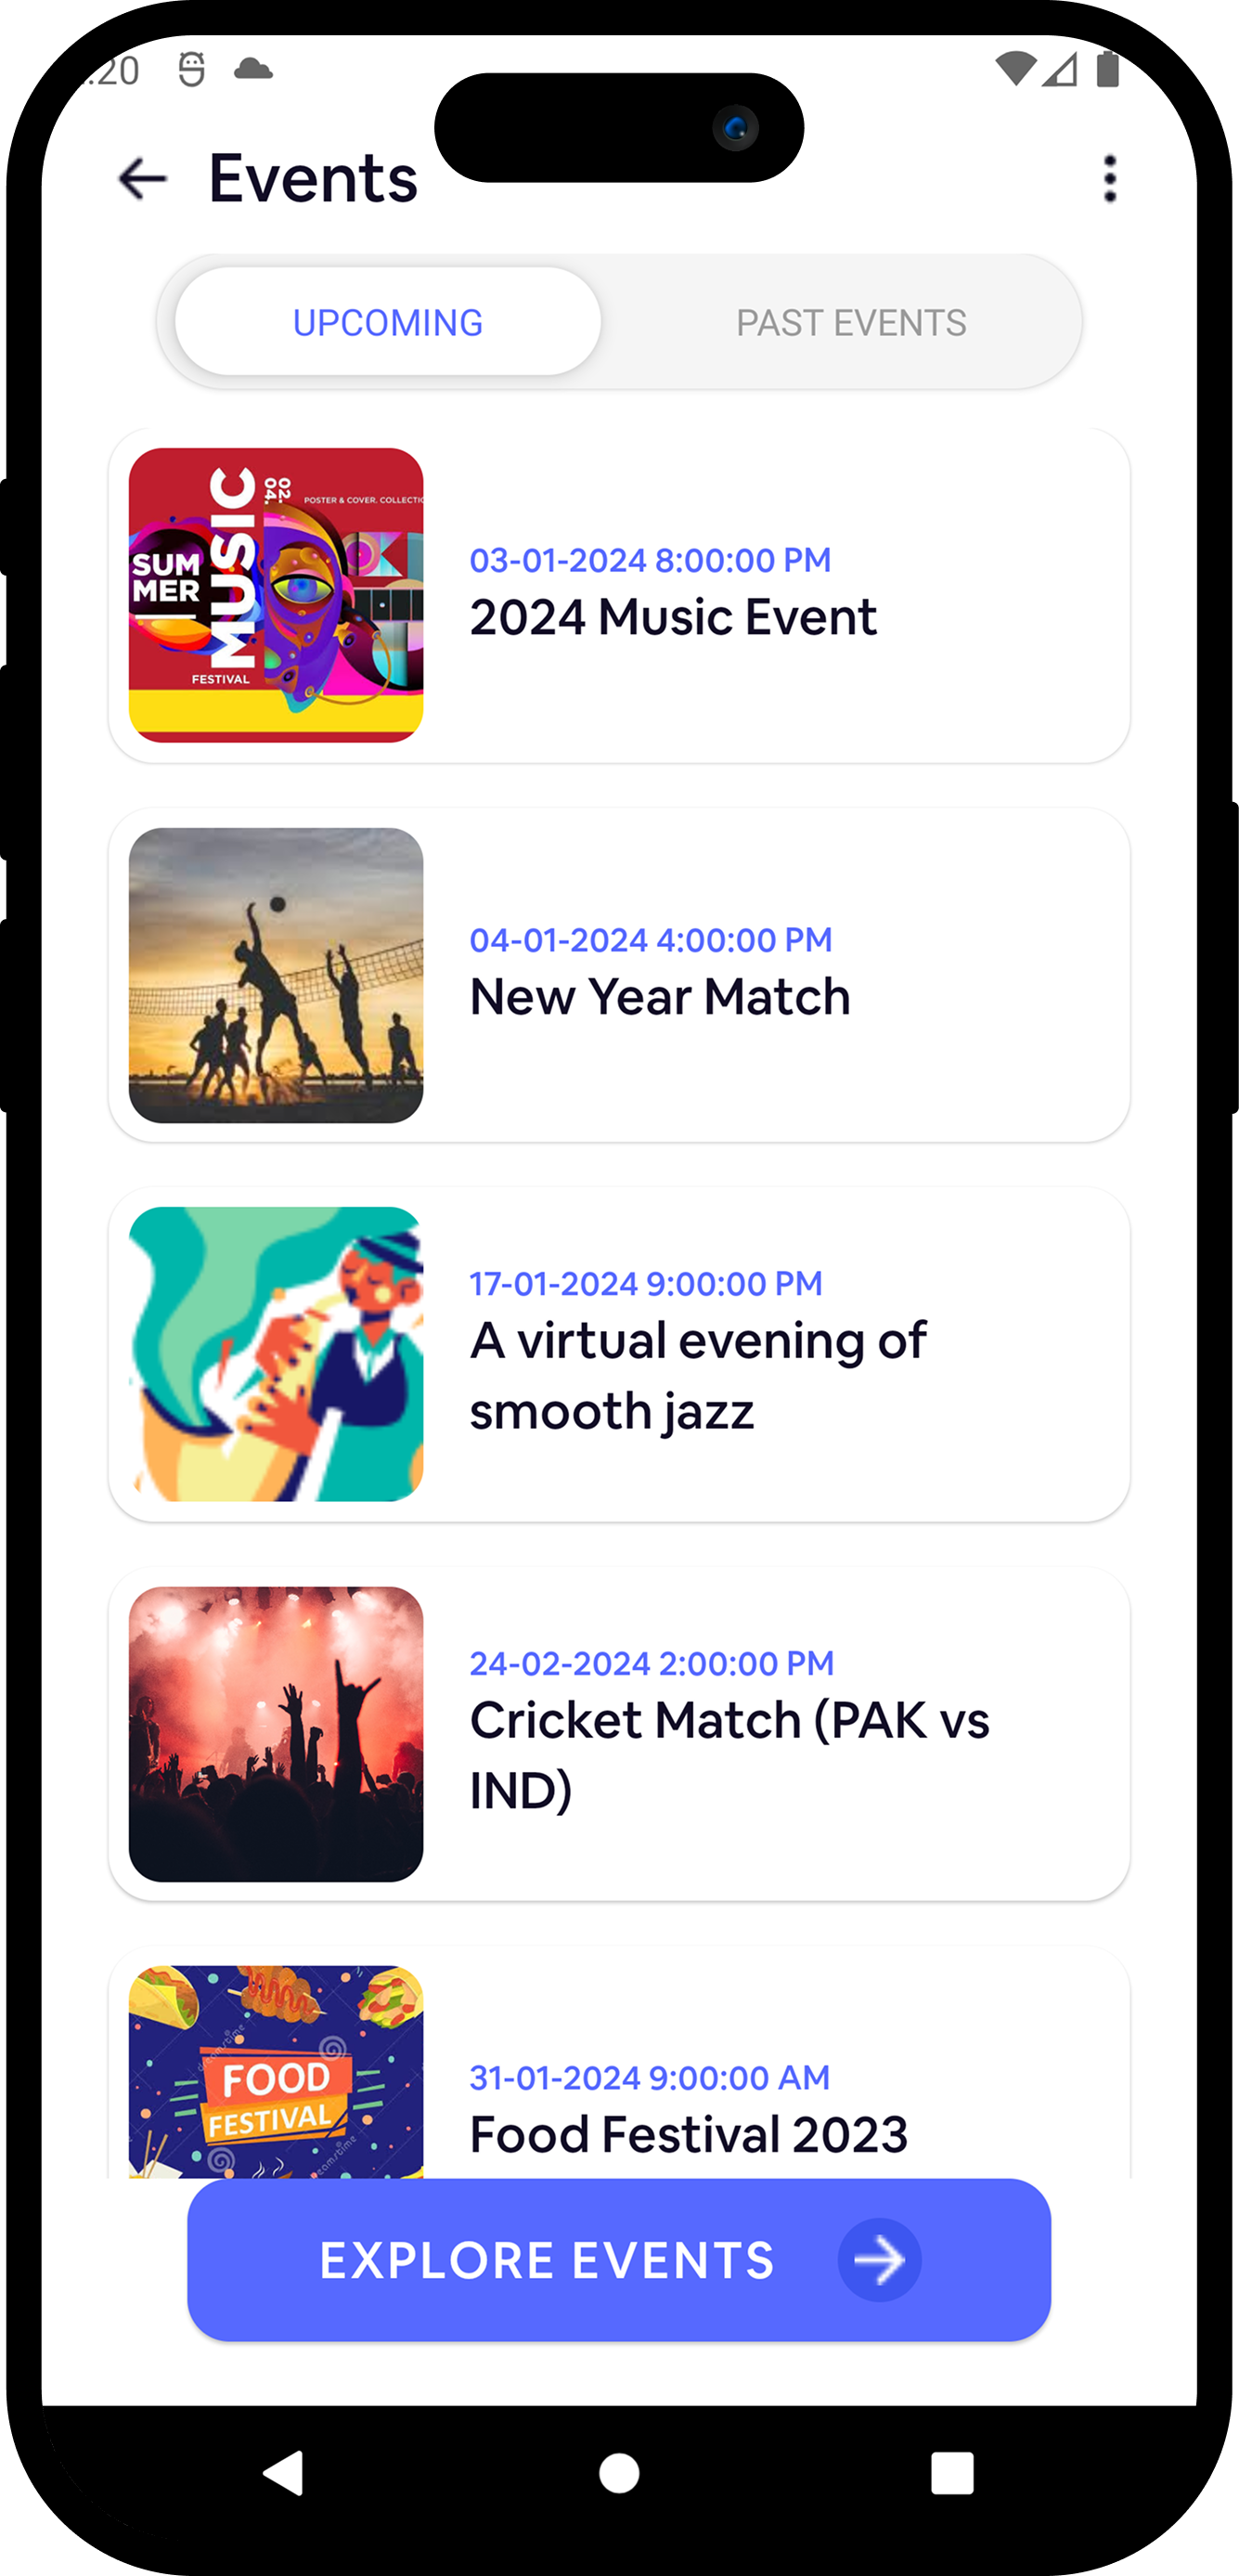 :20
Events
UPCOMING
PAST EVENTS
SUM
MER
MUSIC
02.
04.
POSTER & COVER. COLLECTIO
FESTIVAL
03-01-2024 8:00:00 PM
2024 Music Event
04-01-2024 4:00:00 PM
New Year Match
17-01-2024 9:00:00 PM
A virtual evening of
smooth jazz
24-02-2024 2:00:00 PM
Cricket Match (PAK vs
IND)
FOOD
FESTIVAL
dreamstime
dreamstime
31-01-2024 9:00:00 AM
Food Festival 2023
EXPLORE EVENTS